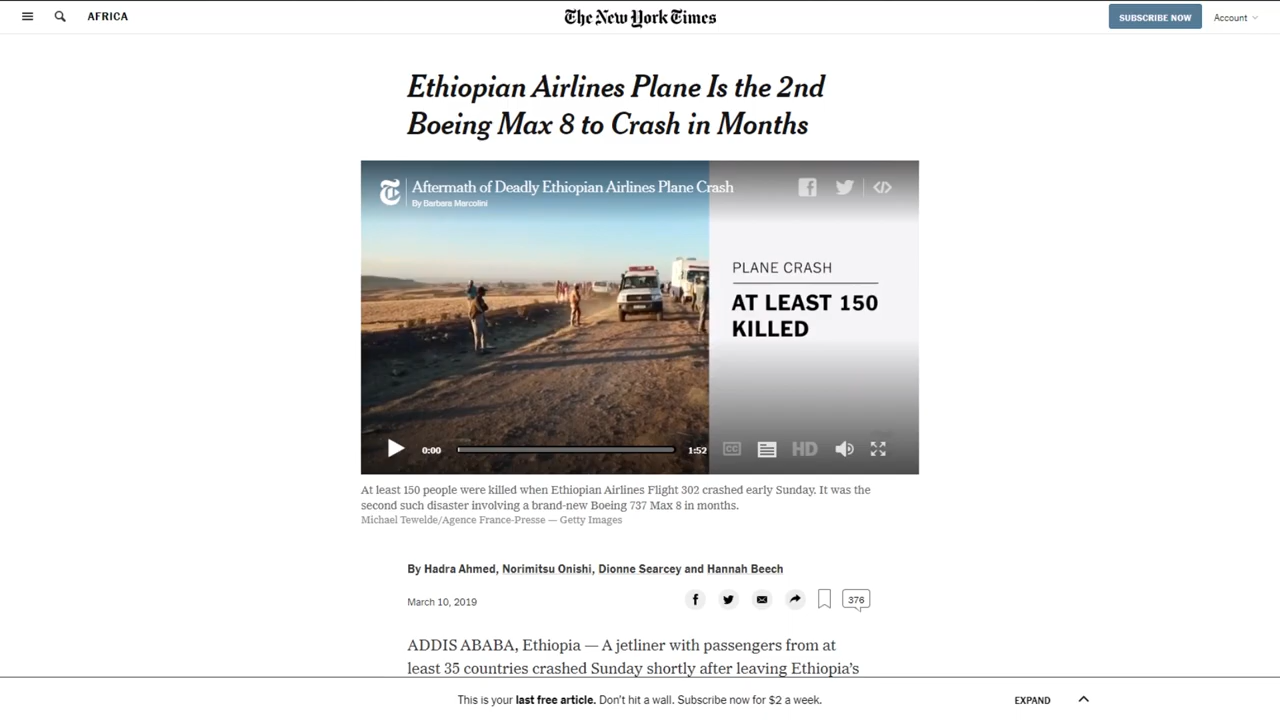 AFRICA
The New York Times
SUBSCRIBE NOW
Account
Ethiopian Airlines Plane Is the 2nd
Boeing Max 8 to Crash in Months
Aftermath of Deadly Ethiopian Airlines Plane Crash
By Barbara Marcolini
PLANE CRASH
AT LEAST 150
KILLED
0:00
1:52
CC
HD
At least 150 people were killed when Ethiopian Airlines Flight 302 crashed early Sunday. It was the
second such disaster involving a brand-new Boeing 737 Max 8 in months.
Michael Tewelde/Agence France-Presse — Getty Images
By Hadra Ahmed, Norimitsu Onishi, Dionne Searcey and Hannah Beech
March 10, 2019
376
ADDIS ABABA, Ethiopia — A jetliner with passengers from at
least 35 countries crashed Sunday shortly after leaving Ethiopia’s
This is your last free article. Don't hit a wall. Subscribe now for $2 a week.
EXPAND